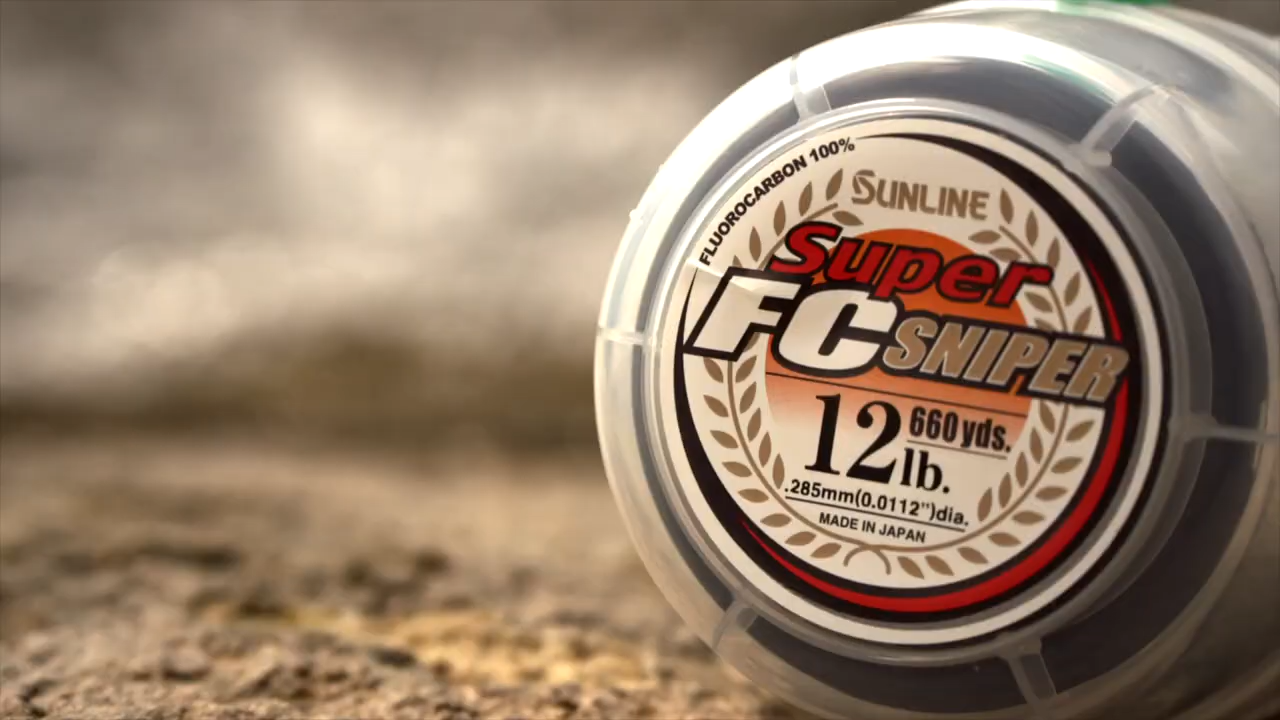 FLUOROCARBON 100%
SUNLINE
Super
FC SNIPER
12 lb.
660 yds.
.285mm(0.0112")dia.
MADE IN JAPAN